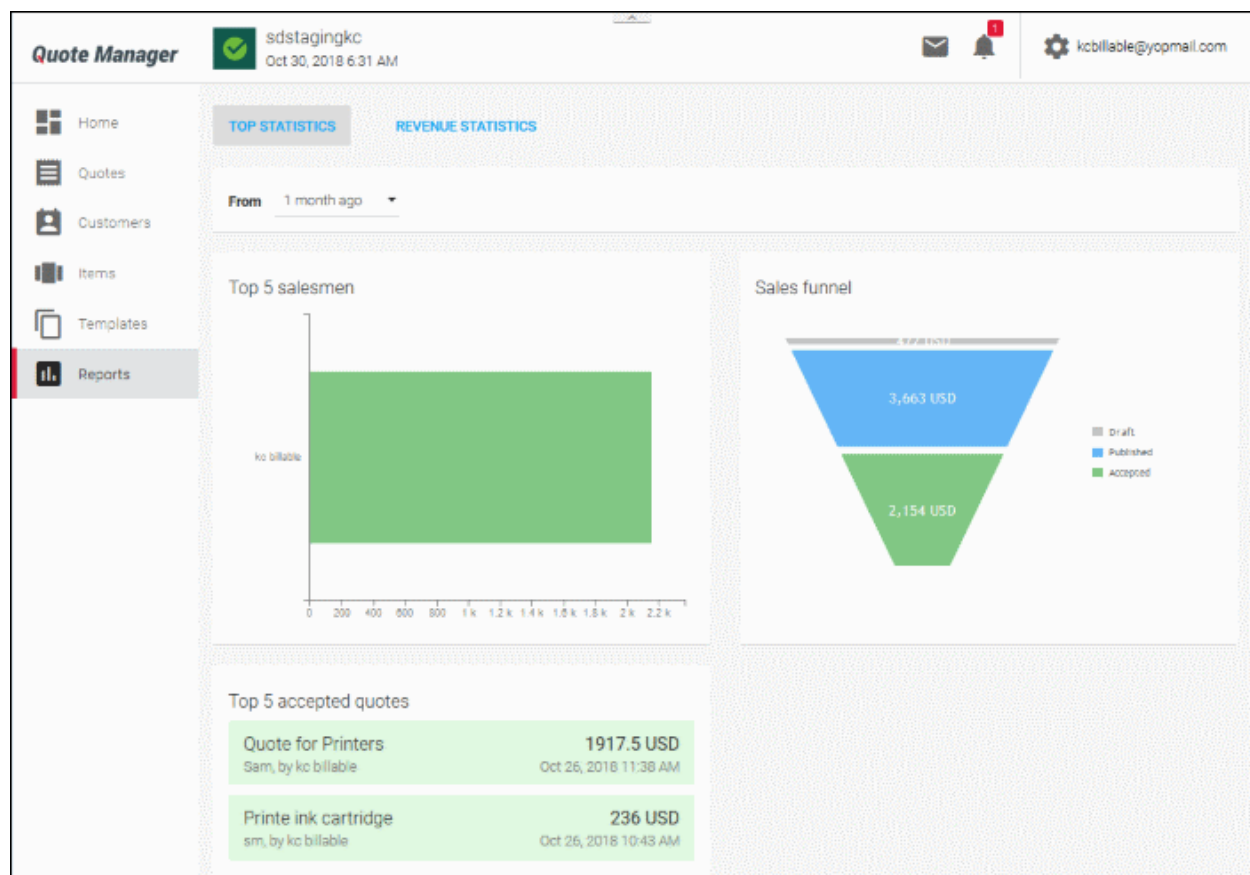 Quote Manager
sdstagingkc
Oct 30, 2018 6:31 AM
1
kcbillable@yopmail.com
Home
Quotes
Customers
Items
Templates
Reports
TOP STATISTICS
REVENUE STATISTICS
From 1 month ago
Top 5 salesmen
kc billable
0 200 400 600 800 1 k 1.2 k 1.4 k 1.6 k 1.8 k 2 k 2.2 k
Sales funnel
USD
3,663 USD
2,154 USD
Draft
Published
Accepted
Top 5 accepted quotes
Quote for Printers 1917.5 USD
Sam, by kc billable Oct 26, 2018 11:38 AM
Printe ink cartridge 236 USD
sm, by kc billable Oct 26, 2018 10:43 AM